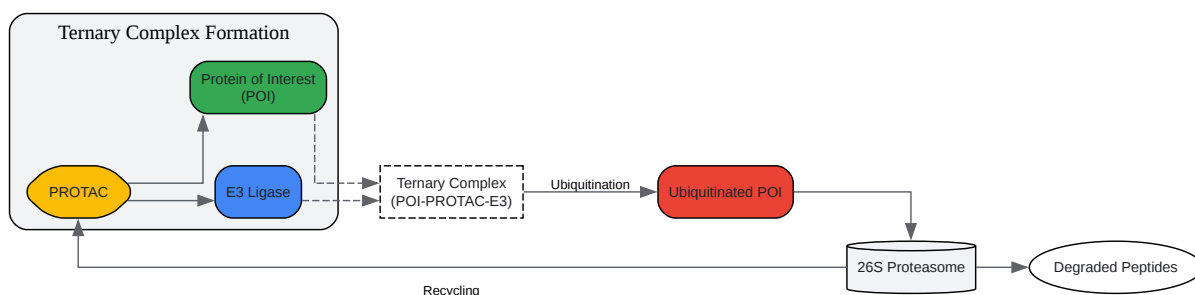 Ternary Complex Formation
Protein of Interest
(POI)
PROTAC
E3 Ligase
Ternary Complex
(POI-PROTAC-E3)
Ubiquitination
Ubiquitinated POI
26S Proteasome
Degraded Peptides
Recycling